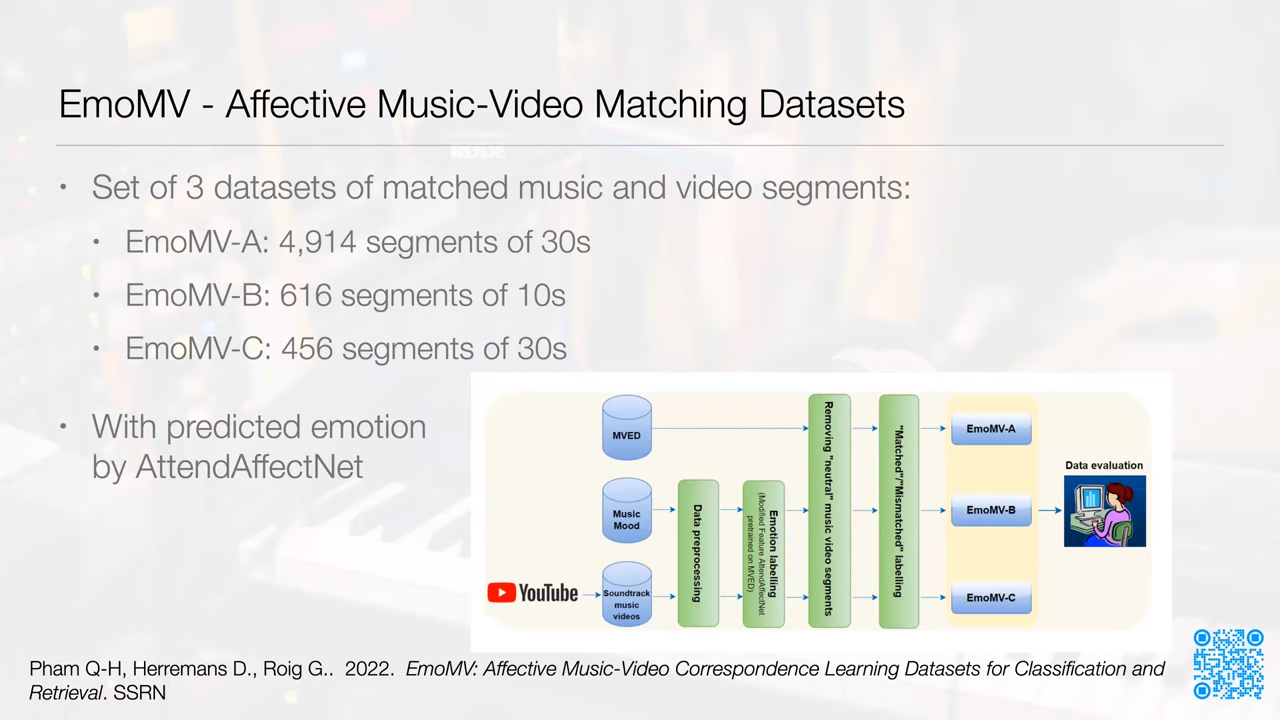 EmoMV - Affective Music-Video Matching Datasets
• Set of 3 datasets of matched music and video segments:
• EmoMV-A: 4,914 segments of 30s
• EmoMV-B: 616 segments of 10s
• EmoMV-C: 456 segments of 30s
• With predicted emotion
by AttendAffectNet
MVED
Music
Mood
YouTube
Soundtrack
music
videos
Data preprocessing
Emotion labelling
(Modified Feature AttendAffectNet
pretrained on MVED)
Removing "neutral" music video segments
"Matched"/"Mismatched" labelling
EmoMV-A
EmoMV-B
EmoMV-C
Data evaluation
Pham Q-H, Herremans D., Roig G.. 2022. EmoMV: Affective Music-Video Correspondence Learning Datasets for Classification and
Retrieval. SSRN